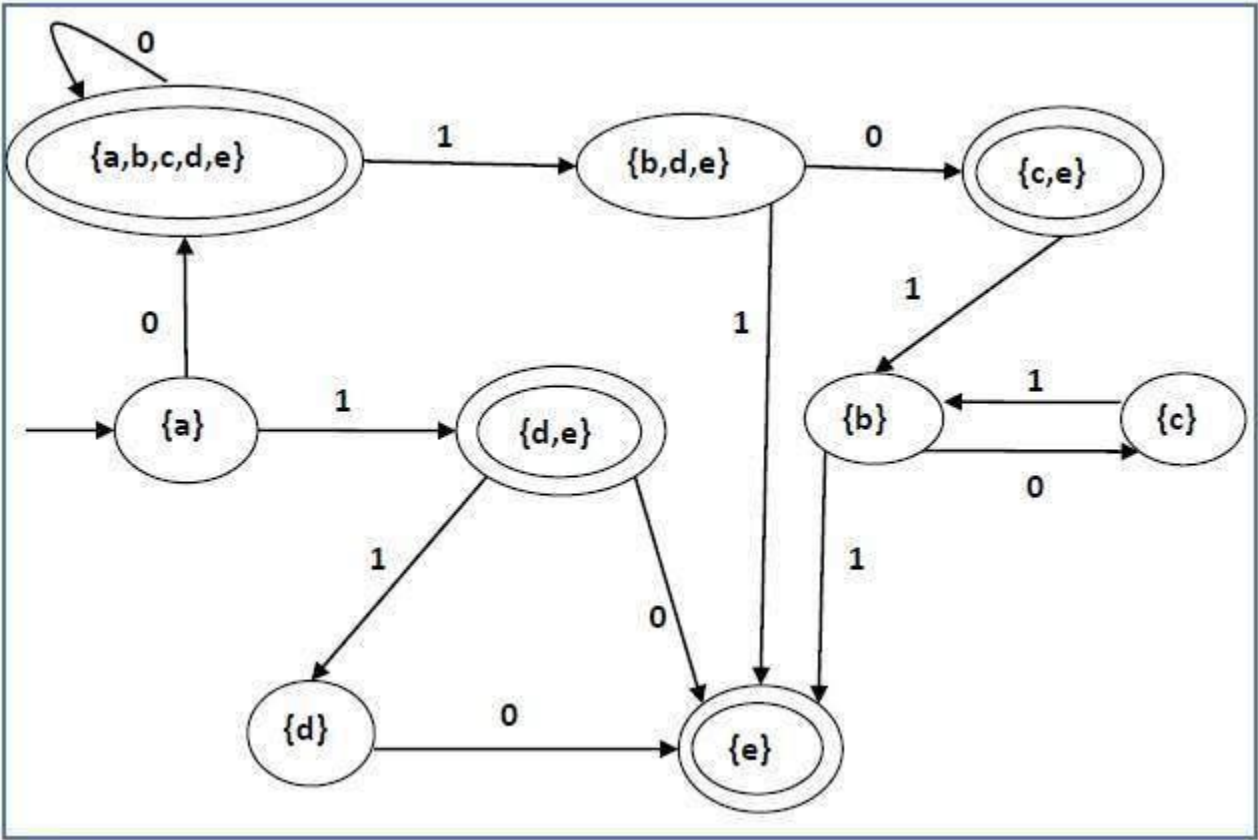 0
{a,b,c,d,e}
1
{b,d,e}
0
{c,e}
1
0
1
{a}
1
{d,e}
{b}
1
{c}
0
1
1
0
{d}
0
{e}